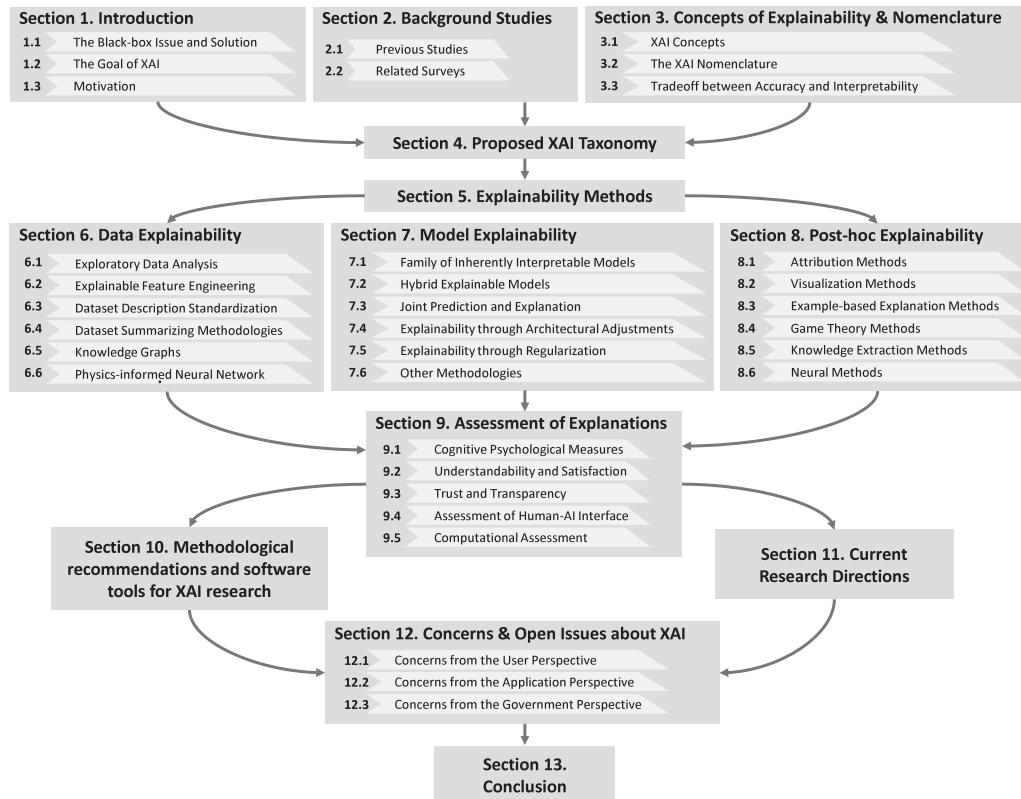 Section 1. Introduction
1.1 The Black-box Issue and Solution
1.2 The Goal of XAI
1.3 Motivation
Section 2. Background Studies
2.1 Previous Studies
2.2 Related Surveys
Section 3. Concepts of Explainability & Nomenclature
3.1 XAI Concepts
3.2 The XAI Nomenclature
3.3 Tradeoff between Accuracy and Interpretability
Section 4. Proposed XAI Taxonomy
Section 5. Explainability Methods
Section 6. Data Explainability
6.1 Exploratory Data Analysis
6.2 Explainable Feature Engineering
6.3 Dataset Description Standardization
6.4 Dataset Summarizing Methodologies
6.5 Knowledge Graphs
6.6 Physics-informed Neural Network
Section 7. Model Explainability
7.1 Family of Inherently Interpretable Models
7.2 Hybrid Explainable Models
7.3 Joint Prediction and Explanation
7.4 Explainability through Architectural Adjustments
7.5 Explainability through Regularization
7.6 Other Methodologies
Section 8. Post-hoc Explainability
8.1 Attribution Methods
8.2 Visualization Methods
8.3 Example-based Explanation Methods
8.4 Game Theory Methods
8.5 Knowledge Extraction Methods
8.6 Neural Methods
Section 9. Assessment of Explanations
9.1 Cognitive Psychological Measures
9.2 Understandability and Satisfaction
9.3 Trust and Transparency
9.4 Assessment of Human-AI Interface
9.5 Computational Assessment
Section 10. Methodological
recommendations and software
tools for XAI research
Section 11. Current
Research Directions
Section 12. Concerns & Open Issues about XAI
12.1 Concerns from the User Perspective
12.2 Concerns from the Application Perspective
12.3 Concerns from the Government Perspective
Section 13.
Conclusion